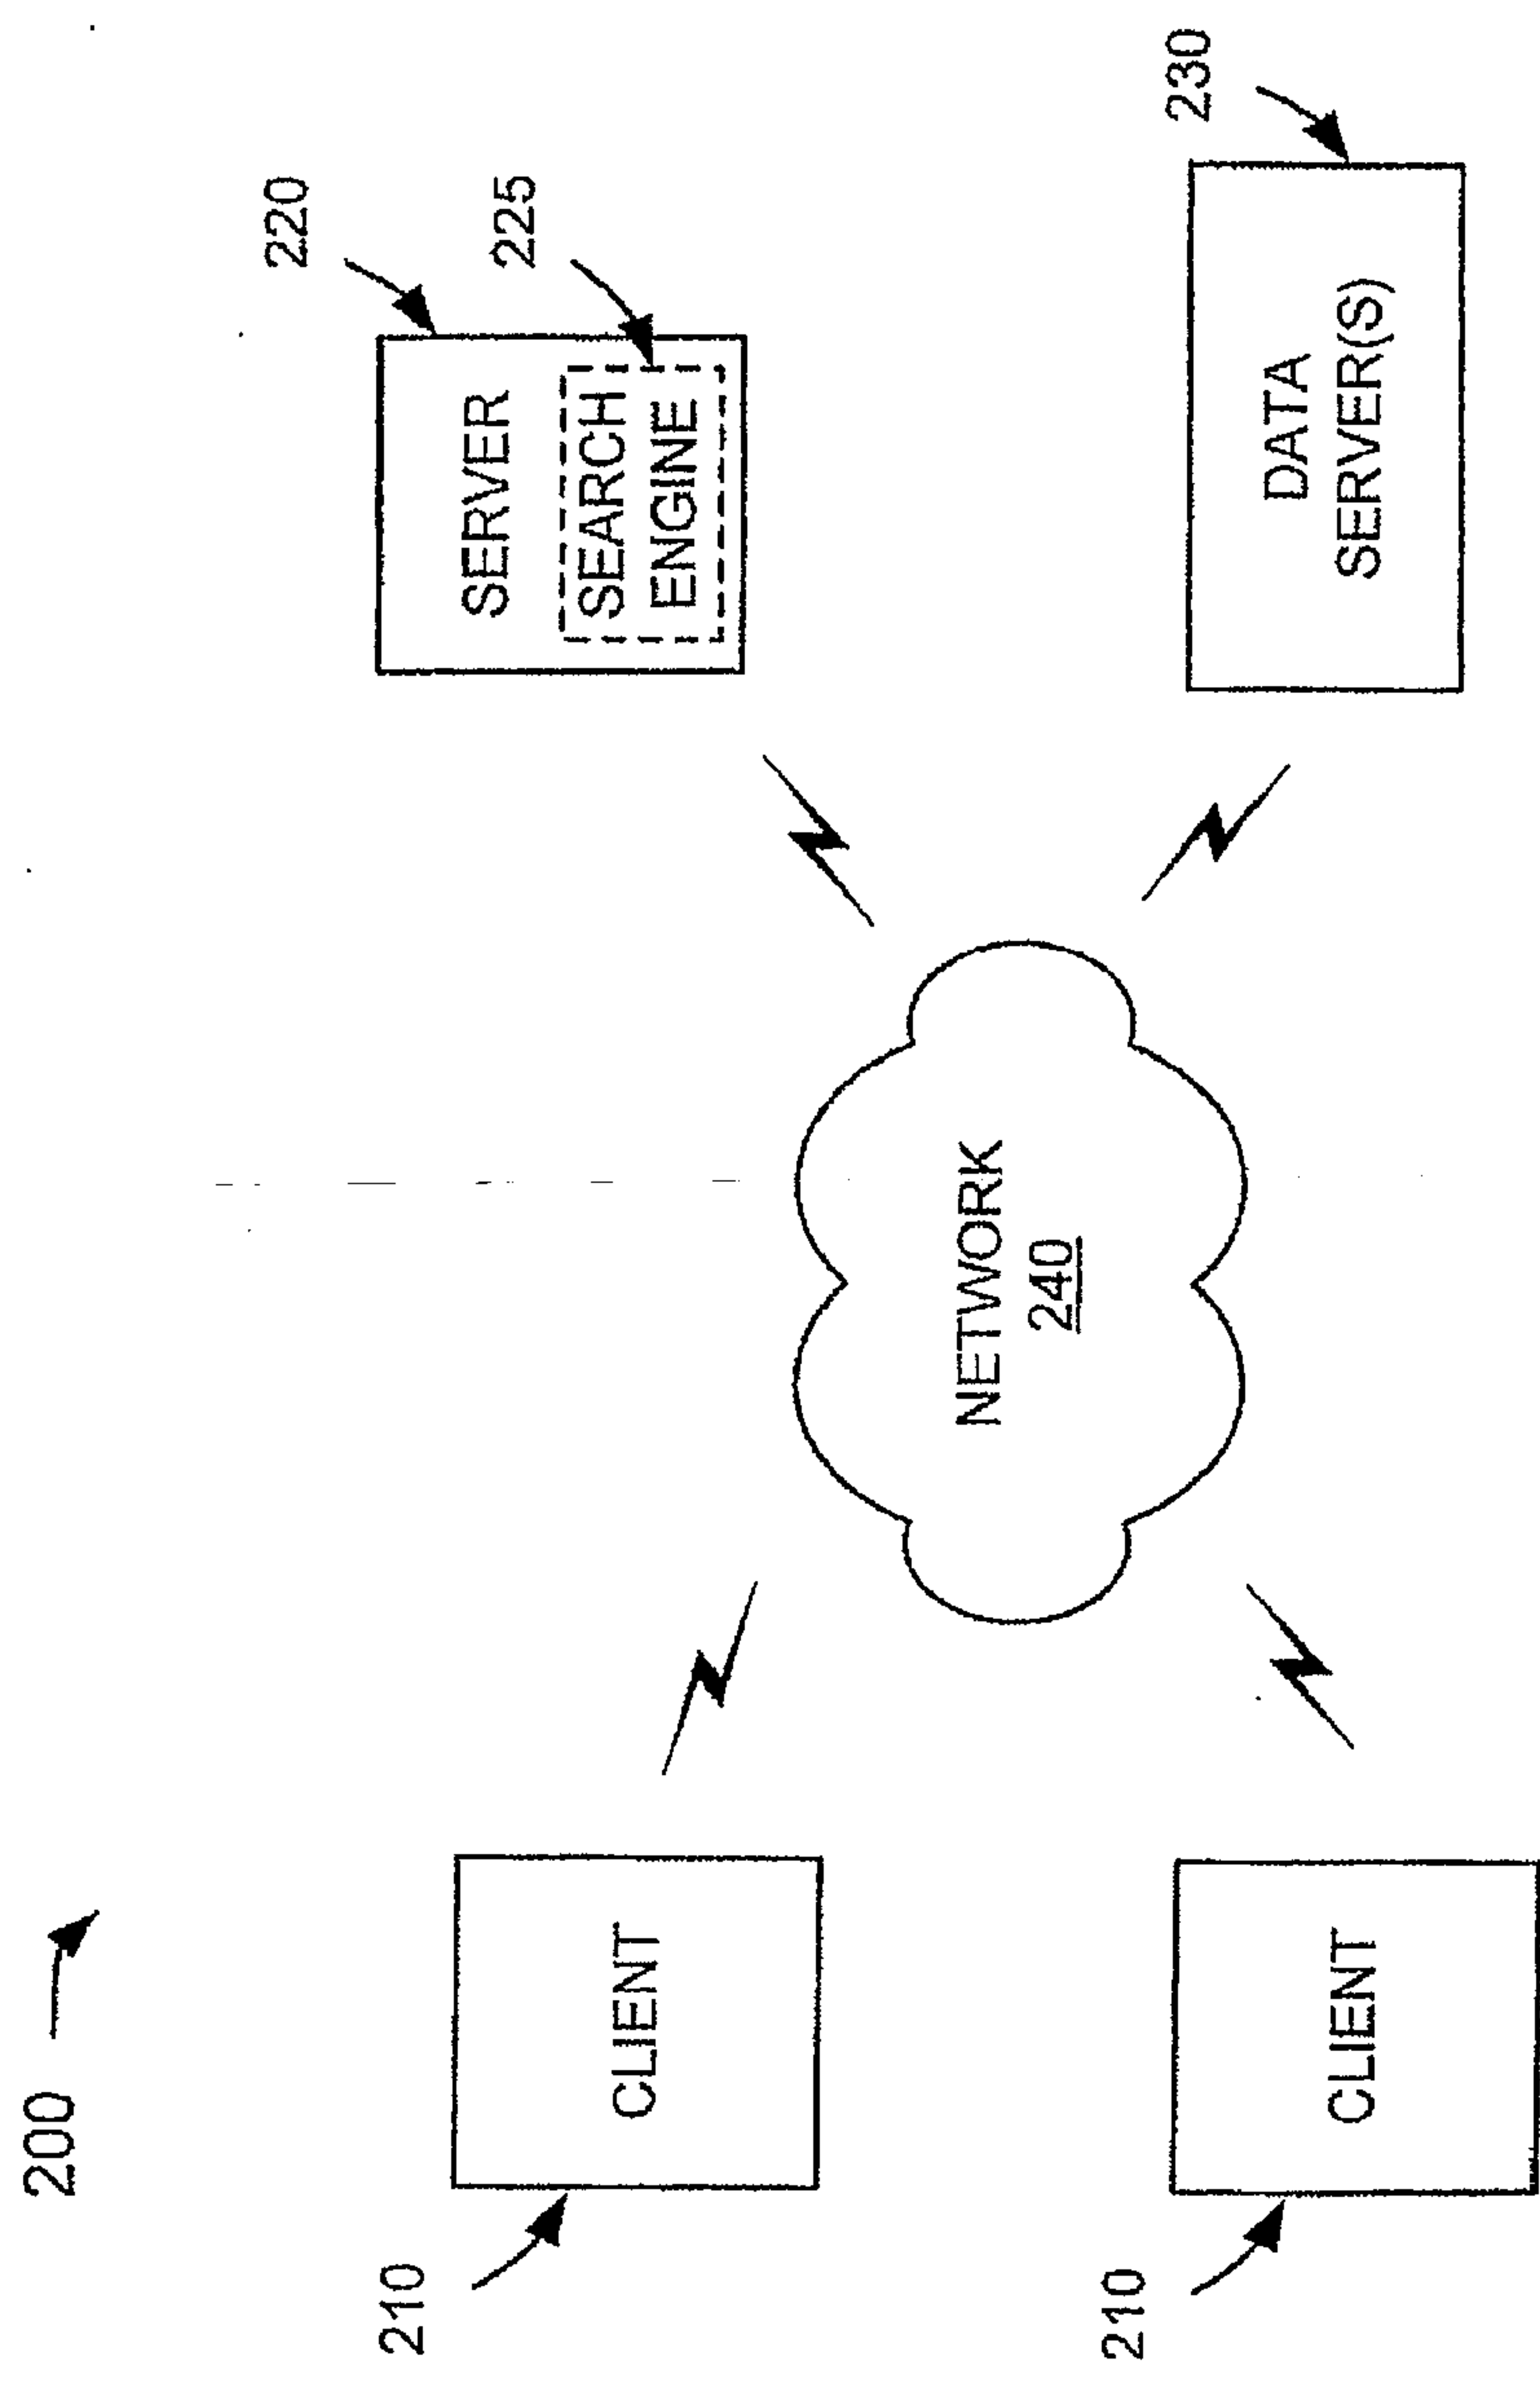 200
210
CLIENT
210
CLIENT
NETWORK
240
220
SERVER
225
SEARCH
ENGINE
230
DATA
SERVER(S)